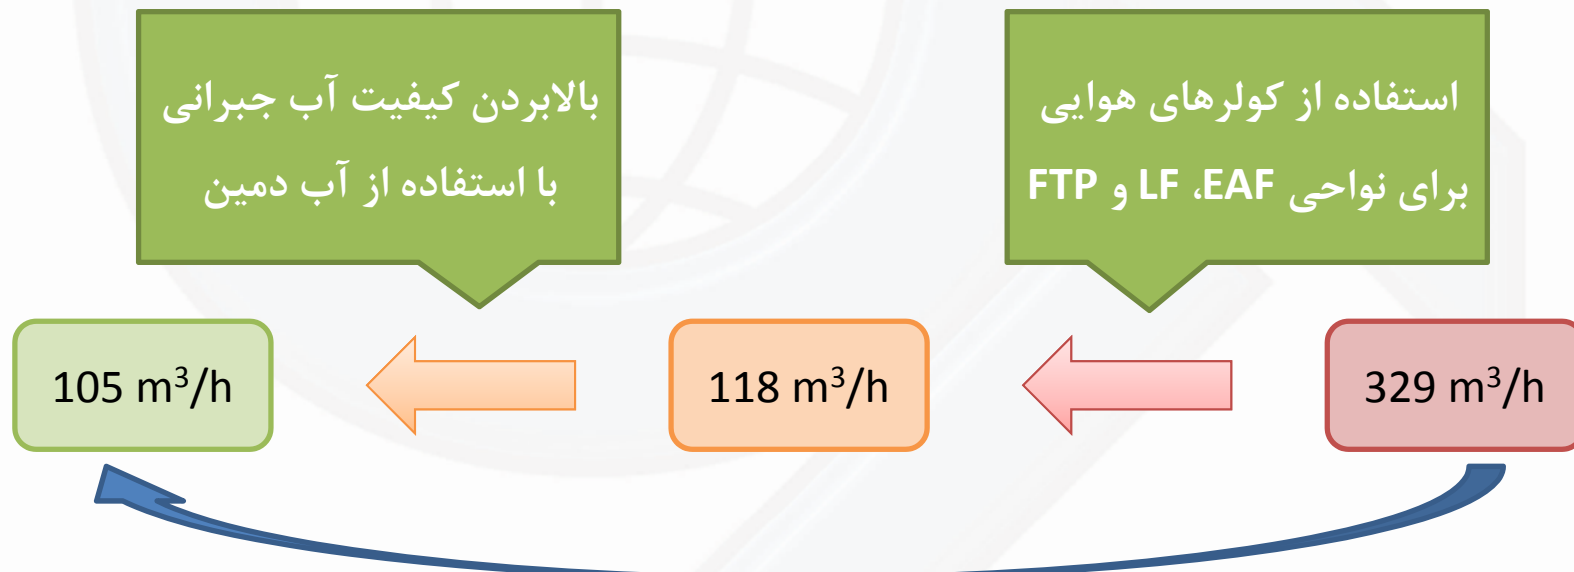 استفاده از کولرهای هوایی
برای نواحی EAF، LF و FTP
بالابردن کیفیت آب جبرانی
با استفاده از آب دمین
329 m³/h
118 m³/h
105 m³/h